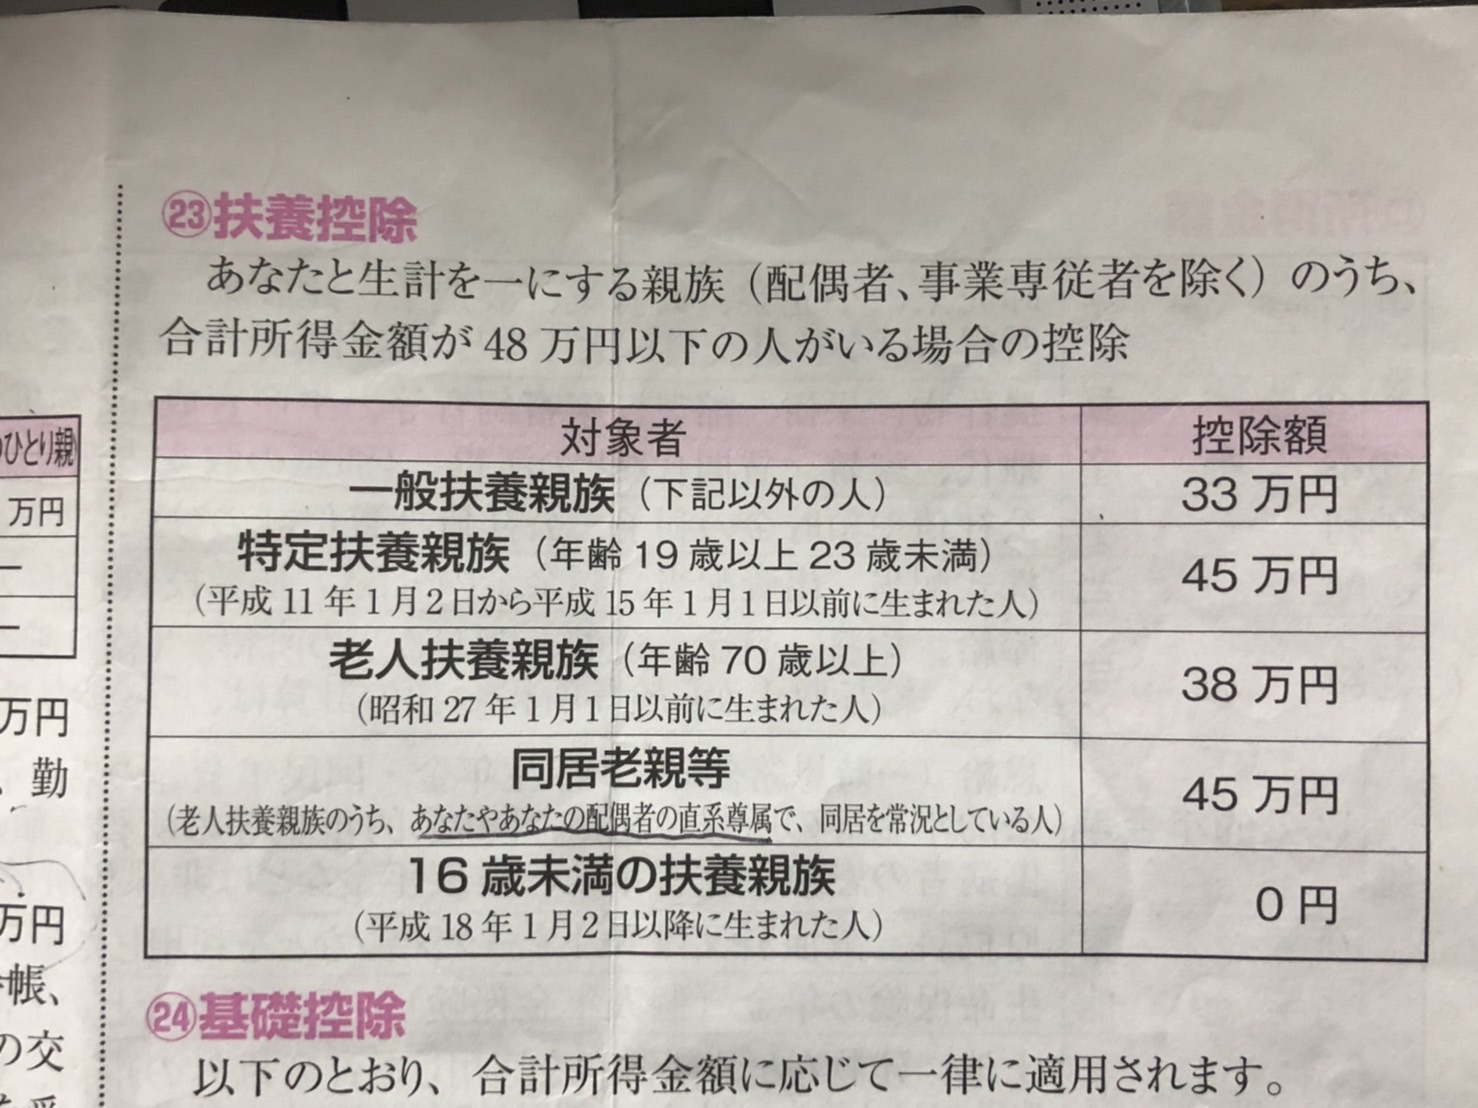 ㉓扶養控除
あなたと生計を一にする親族（配偶者、事業専従者を除く）のうち、
合計所得金額が 48 万円以下の人がいる場合の控除
対象者 控除額
一般扶養親族（下記以外の人） 33 万円
特定扶養親族（年齢 19 歳以上 23 歳未満）
（平成 11 年 1 月 2 日から平成 15 年 1 月 1 日以前に生まれた人） 45 万円
老人扶養親族（年齢 70 歳以上）
（昭和 27 年 1 月 1 日以前に生まれた人） 38 万円
同居老親等
（老人扶養親族のうち、あなたやあなたの配偶者の直系尊属で、同居を常況としている人） 45 万円
16 歳未満の扶養親族
（平成 18 年 1 月 2 日以降に生まれた人） 0 円
㉔基礎控除
以下のとおり、合計所得金額に応じて一律に適用されます。
ひとり親
万円
万円
、勤
万円
帳、
の交